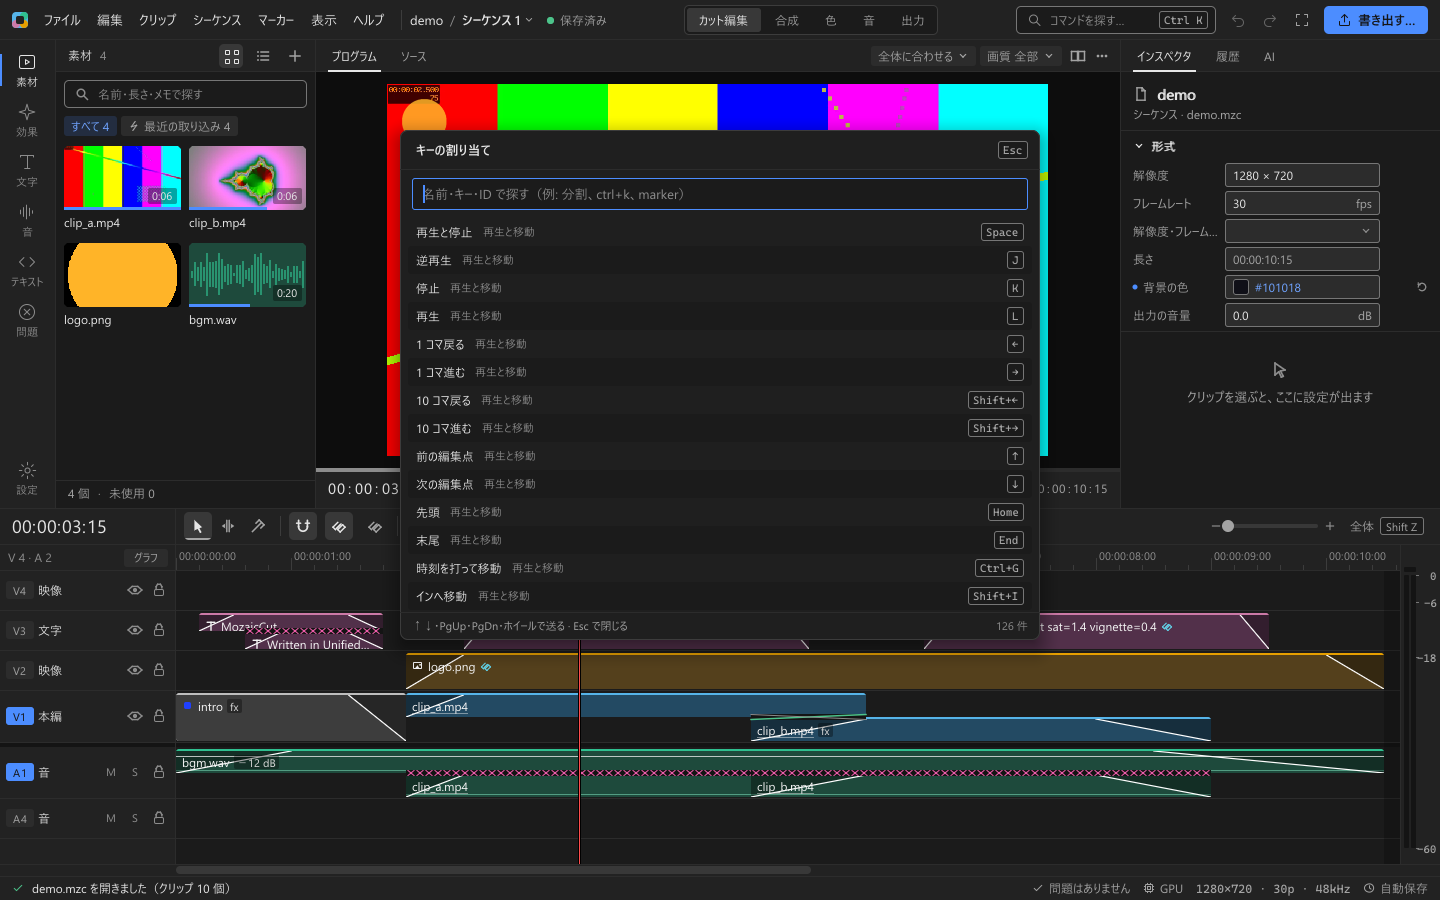 ファイル 編集 クリップ シーケンス マーカー 表示 ヘルプ demo / シーケンス 1 保存済み カット編集 合成 色 音 出力 コマンドを探す... Ctrl K 書き出す...
素材 4
プログラム ソース 全体に合わせる 画質 全部
インスペクタ 履歴 AI
素材
効果
文字
音
テキスト
問題
設定
名前・長さ・メモで探す
すべて 4 最近の取り込み 4
0:06 0:06
clip_a.mp4 clip_b.mp4
0:20
logo.png bgm.wav
4 個 · 未使用 0
00:00:02.500
75
00:00:03
0:00:10:15
demo
シーケンス · demo.mzc
形式
解像度 1280 × 720
フレームレート 30 fps
解像度・フレーム...
長さ 00:00:10:15
背景の色 #101018
出力の音量 0.0 dB
クリップを選ぶと、ここに設定が出ます
キーの割り当て Esc
名前・キー・ID で探す（例: 分割、ctrl+k、marker）
再生と停止 再生と移動 Space
逆再生 再生と移動 J
停止 再生と移動 K
再生 再生と移動 L
1 コマ戻る 再生と移動 ←
1 コマ進む 再生と移動 →
10 コマ戻る 再生と移動 Shift+←
10 コマ進む 再生と移動 Shift+→
前の編集点 再生と移動 ↑
次の編集点 再生と移動 ↓
先頭 再生と移動 Home
末尾 再生と移動 End
時刻を打って移動 再生と移動 Ctrl+G
インへ移動 再生と移動 Shift+I
↑ ↓・PgUp・PgDn・ホイールで送る · Esc で閉じる 126 件
00:00:03:15 全体 Shift Z
V 4 · A 2 グラフ 00:00:00:00 00:00:01:00 00:00:08:00 00:00:09:00 00:00:10:00
V4 映像
V3 文字 T MozaicCut t sat=1.4 vignette=0.4
T Written in Unified...
V2 映像 logo.png
V1 本編 intro fx clip_a.mp4
clip_b.mp4 fx
A1 音 M S bgm.wav −12 dB
clip_a.mp4 clip_b.mp4
A4 音 M S
0
-6
-18
-60
demo.mzc を開きました（クリップ 10 個） 問題はありません GPU 1280×720 · 30p · 48kHz 自動保存